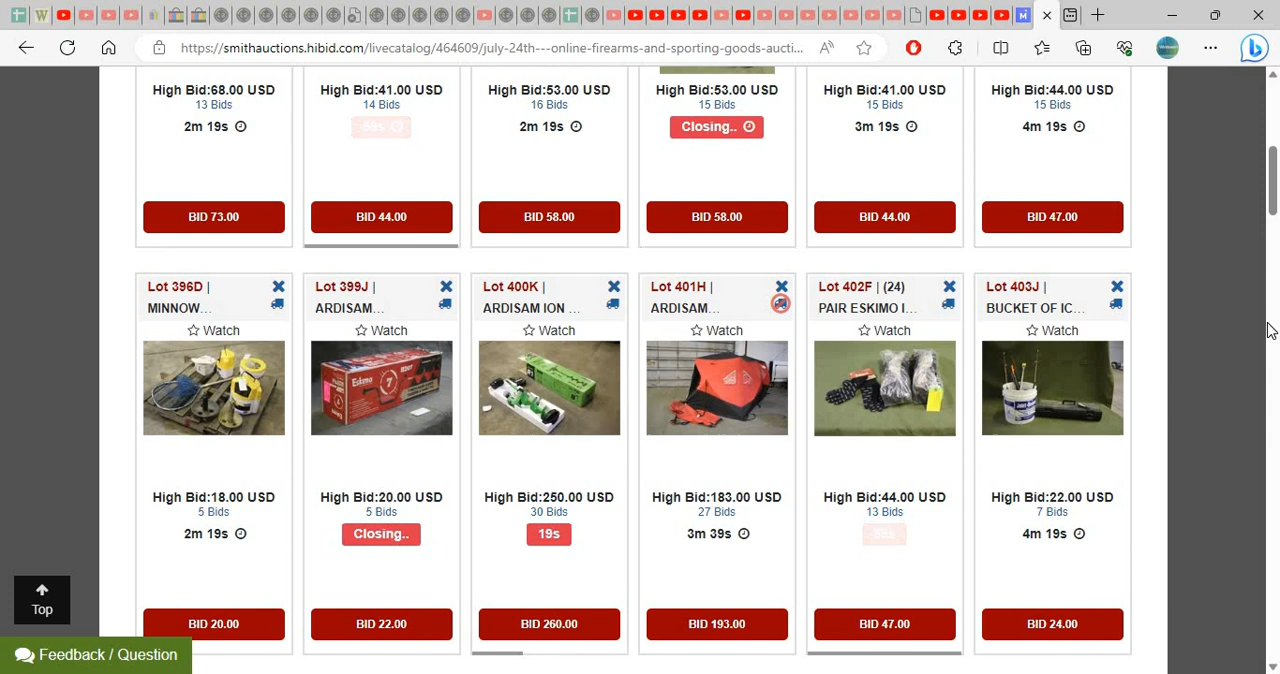 https://smithauctions.hibid.com/livecatalog/464609/july-24th---online-firearms-and-sporting-goods-aucti...
High Bid:68.00 USD
13 Bids
2m 19s
BID 73.00
High Bid:41.00 USD
14 Bids
BID 44.00
High Bid:53.00 USD
16 Bids
2m 19s
BID 58.00
High Bid:53.00 USD
15 Bids
Closing..
BID 58.00
High Bid:41.00 USD
15 Bids
3m 19s
BID 44.00
High Bid:44.00 USD
15 Bids
4m 19s
BID 47.00
Lot 396D |
MINNOW...
Watch
High Bid:18.00 USD
5 Bids
2m 19s
BID 20.00
Lot 399J |
ARDISAM...
Watch
Eskimo
High Bid:20.00 USD
5 Bids
Closing..
BID 22.00
Lot 400K |
ARDISAM ION ...
Watch
High Bid:250.00 USD
30 Bids
19s
BID 260.00
Lot 401H |
ARDISAM...
Watch
High Bid:183.00 USD
27 Bids
3m 39s
BID 193.00
Lot 402F | (24)
PAIR ESKIMO I...
Watch
High Bid:44.00 USD
13 Bids
BID 47.00
Lot 403J |
BUCKET OF IC...
Watch
High Bid:22.00 USD
7 Bids
4m 19s
BID 24.00
Top
Feedback / Question